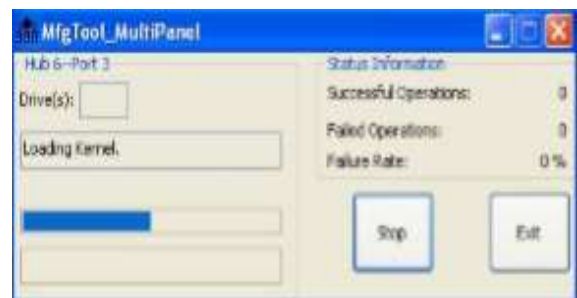 MfgTool_MultiPanel
Hub 6--Port 3
Drive(s):
Loading Kernel.
Status Information
Successful Operations: 0
Failed Operations: 0
Failure Rate: 0 %
Stop
Exit